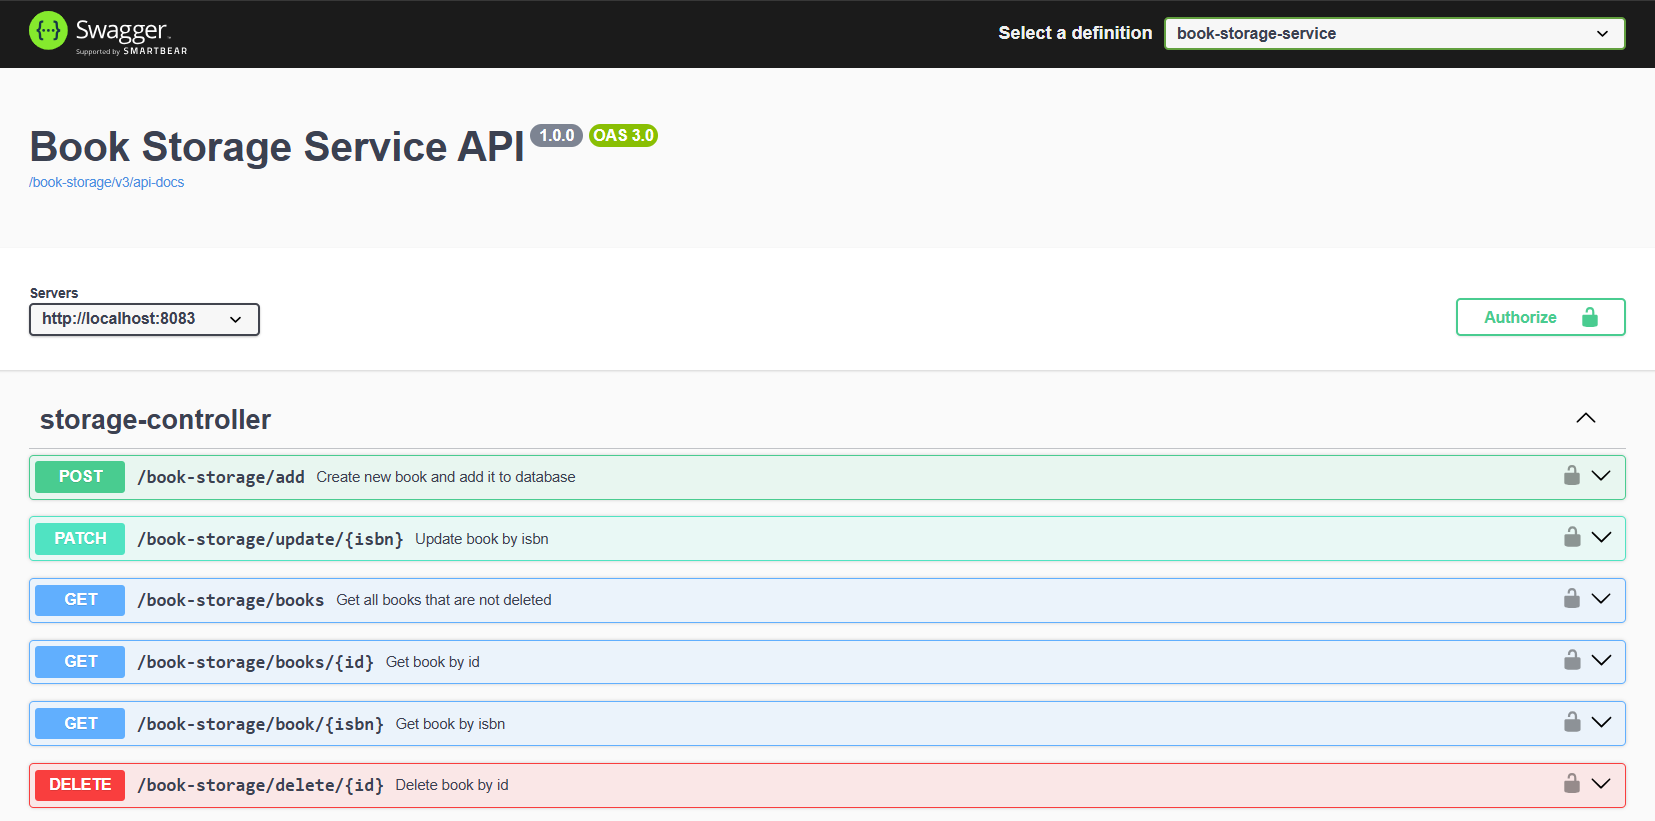 Swagger.
Supported by SMARTBEAR
Select a definition
book-storage-service
Book Storage Service API 1.0.0 OAS 3.0
/book-storage/v3/api-docs
Servers
http://localhost:8083
Authorize
storage-controller
POST /book-storage/add Create new book and add it to database
PATCH /book-storage/update/{isbn} Update book by isbn
GET /book-storage/books Get all books that are not deleted
GET /book-storage/books/{id} Get book by id
GET /book-storage/book/{isbn} Get book by isbn
DELETE /book-storage/delete/{id} Delete book by id